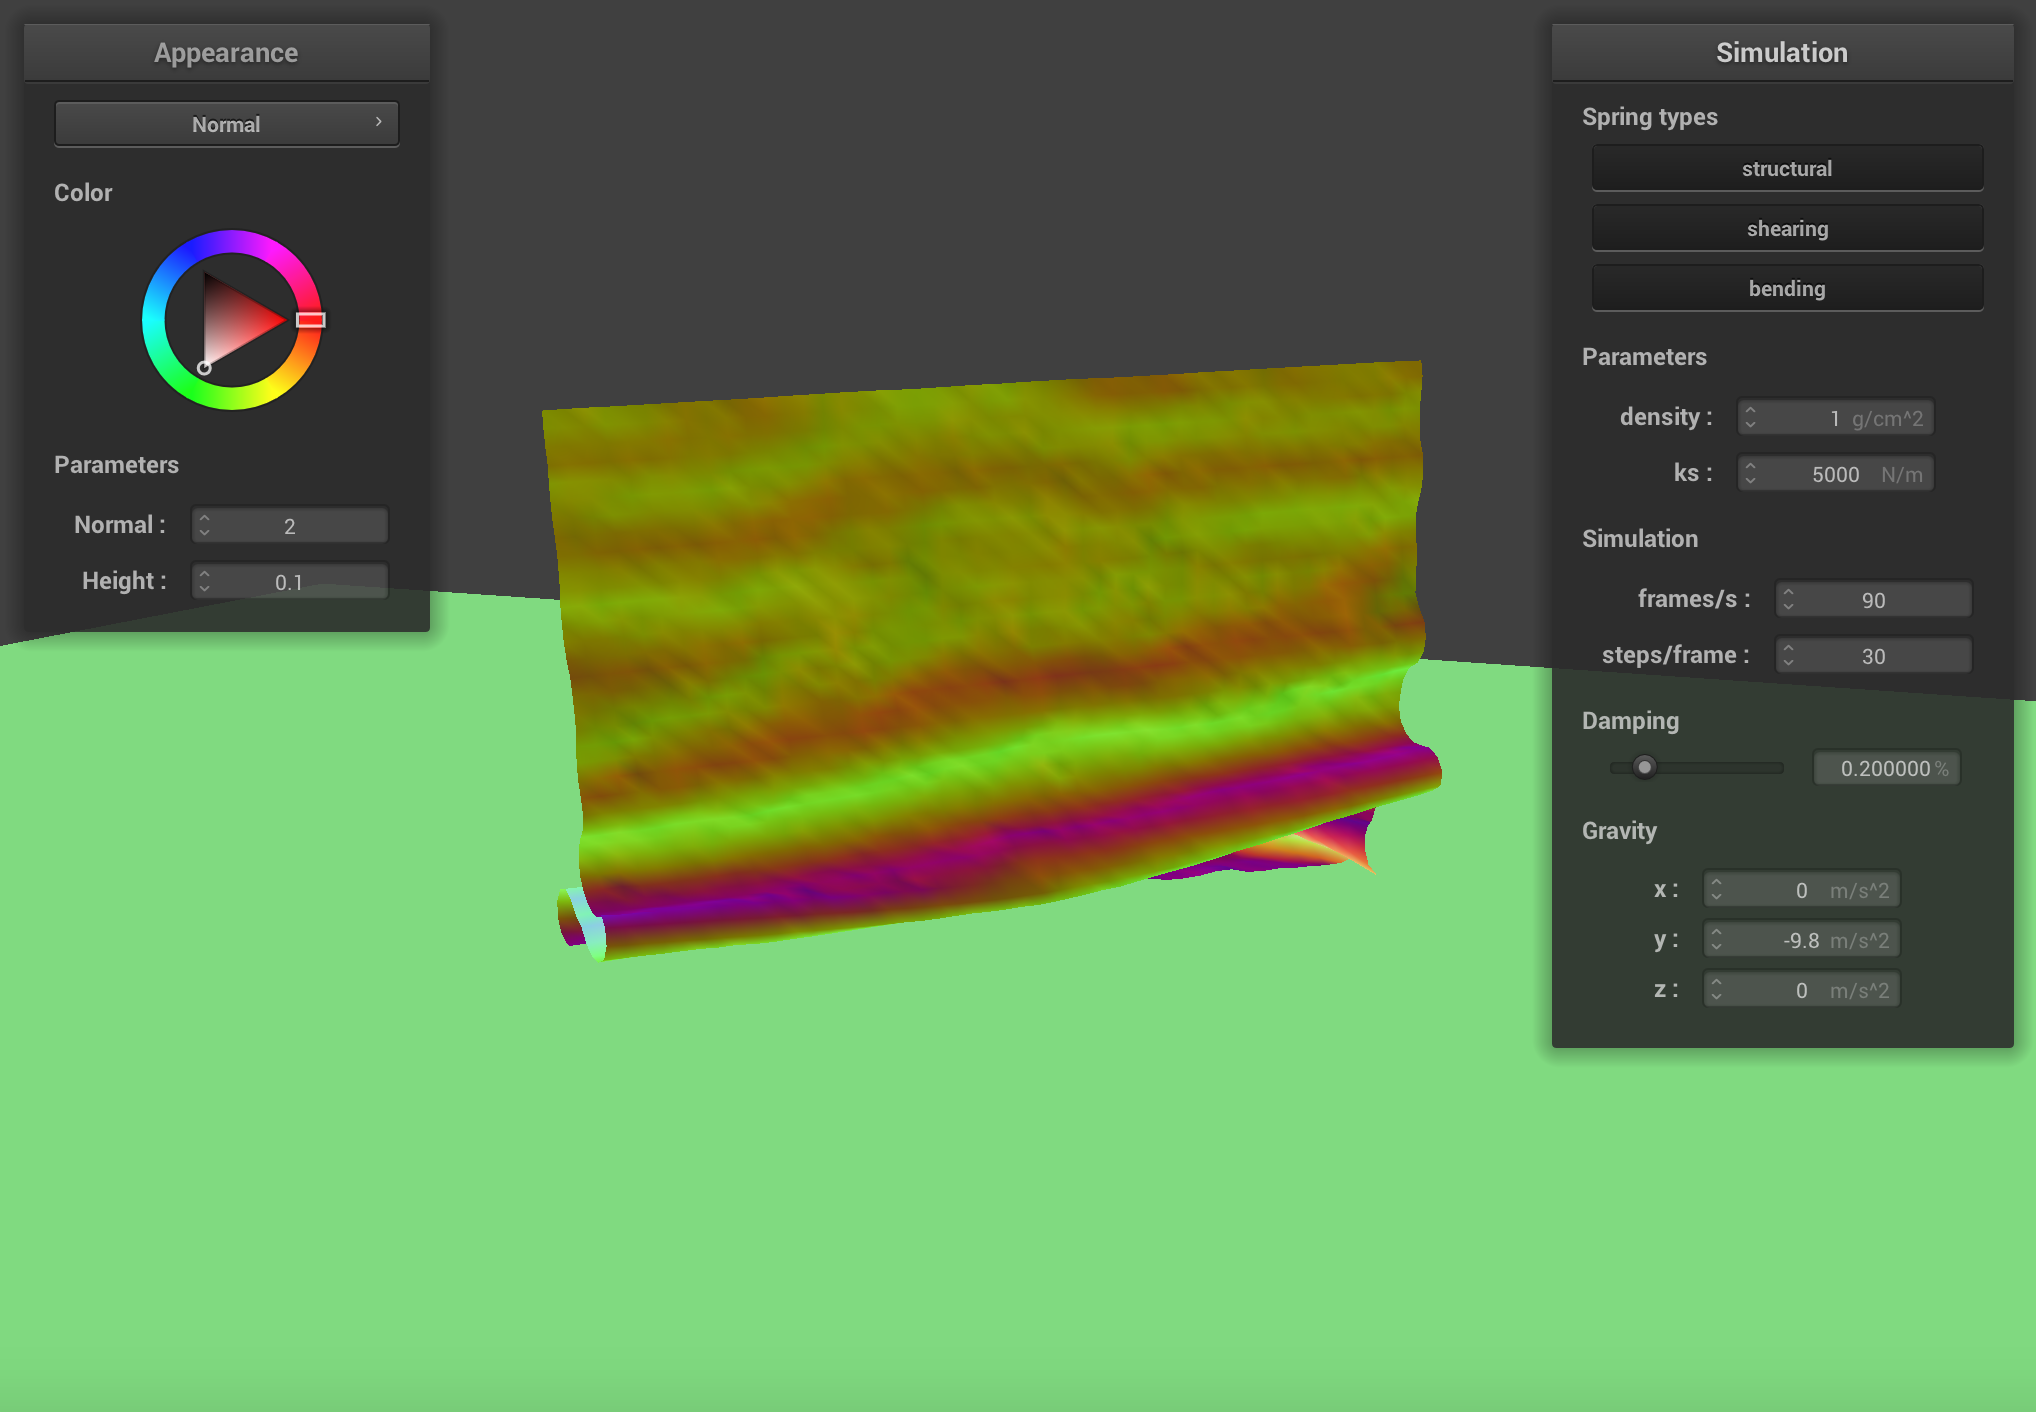 Appearance
Normal
Color
Parameters
Normal : 2
Height : 0.1
Simulation
Spring types
structural
shearing
bending
Parameters
density : 1 g/cm^2
ks : 5000 N/m
Simulation
frames/s : 90
steps/frame : 30
Damping
0.200000 %
Gravity
x : 0 m/s^2
y : -9.8 m/s^2
z : 0 m/s^2